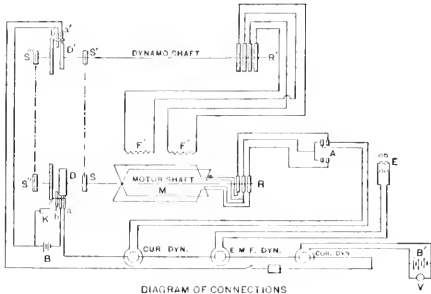 A'
D'
S
S'
DYNAMO SHAFT
R'
F'
F'
S"
D
S
MOTOR SHAFT
M
R
A
E
K
A
B
CUR. DYN.
E.M.F. DYN.
CUR. DYN.
B'
V
DIAGRAM OF CONNECTIONS